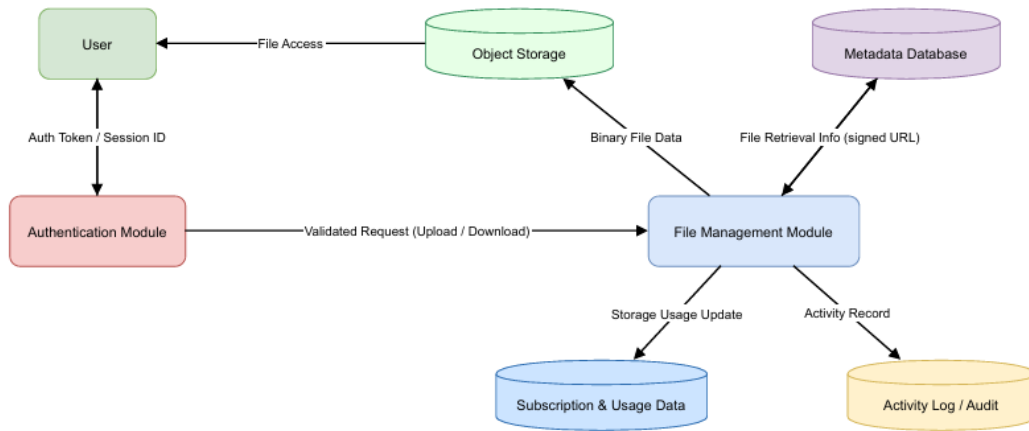 User
File Access
Object Storage
Metadata Database
Auth Token / Session ID
Binary File Data
File Retrieval Info (signed URL)
Authentication Module
Validated Request (Upload / Download)
File Management Module
Storage Usage Update
Activity Record
Subscription & Usage Data
Activity Log / Audit